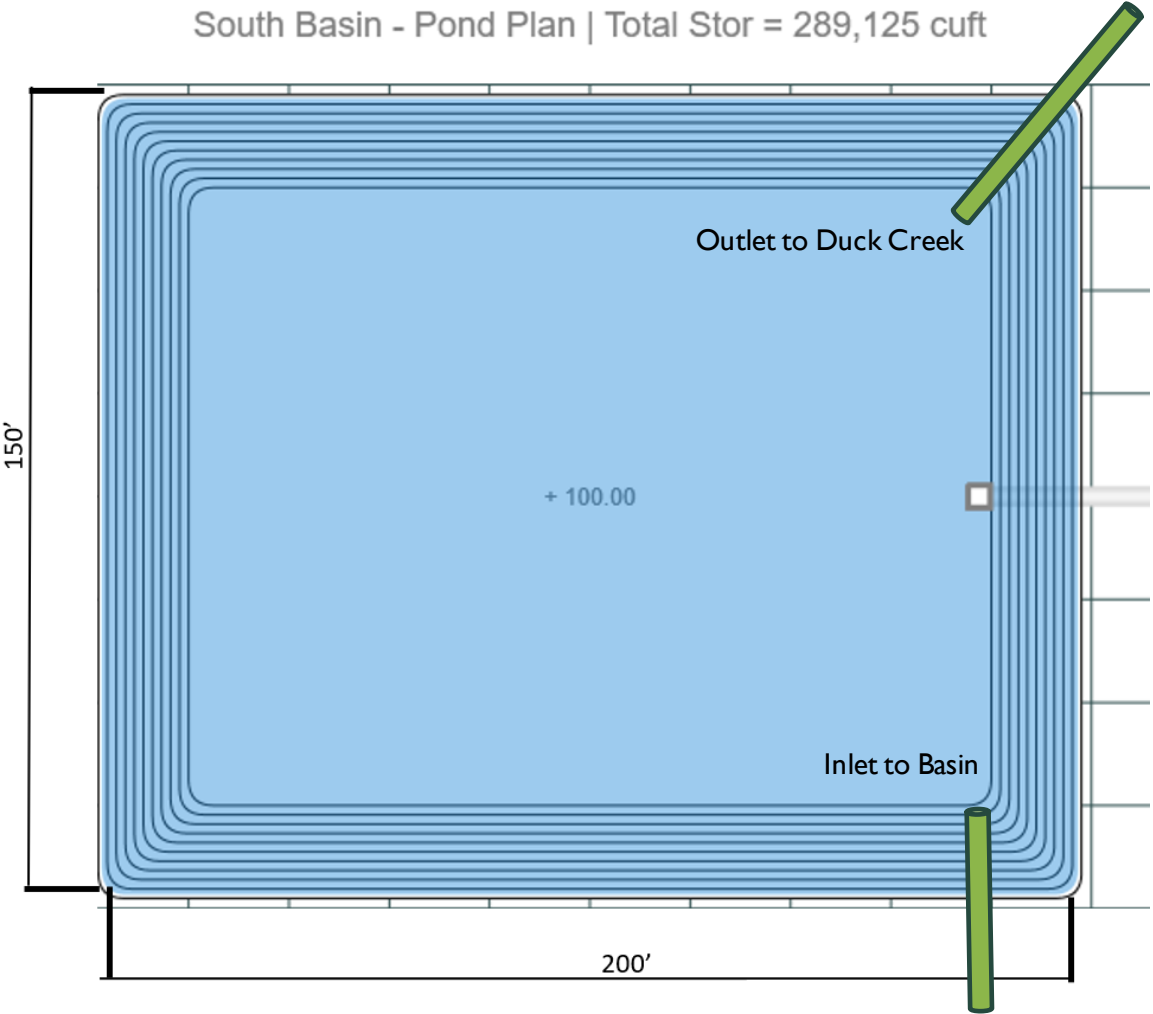 South Basin - Pond Plan | Total Stor = 289,125 cuft
Outlet to Duck Creek
150’
+ 100.00
Inlet to Basin
200’